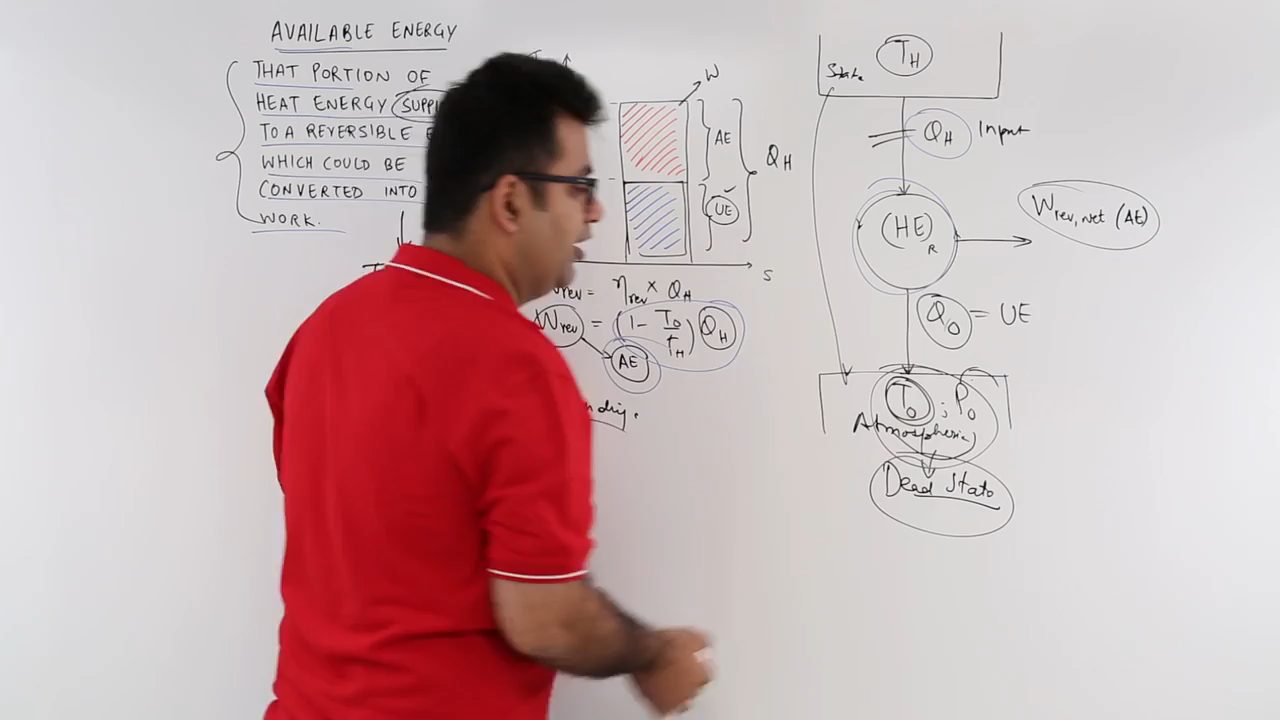 AVAILABLE ENERGY
THAT PORTION OF
HEAT ENERGY
TO A REVERSIBLE
WHICH COULD BE
CONVERTED INTO
WORK.
W
AE
UE
QH
S
rev = ηrev × QH
Wrev = (1 - T0/TH) QH
AE
State
TH
QH Input
(HE)R
Wrev,net (AE)
Q0 = UE
T0 ; P0
Atmospheric
Dead State